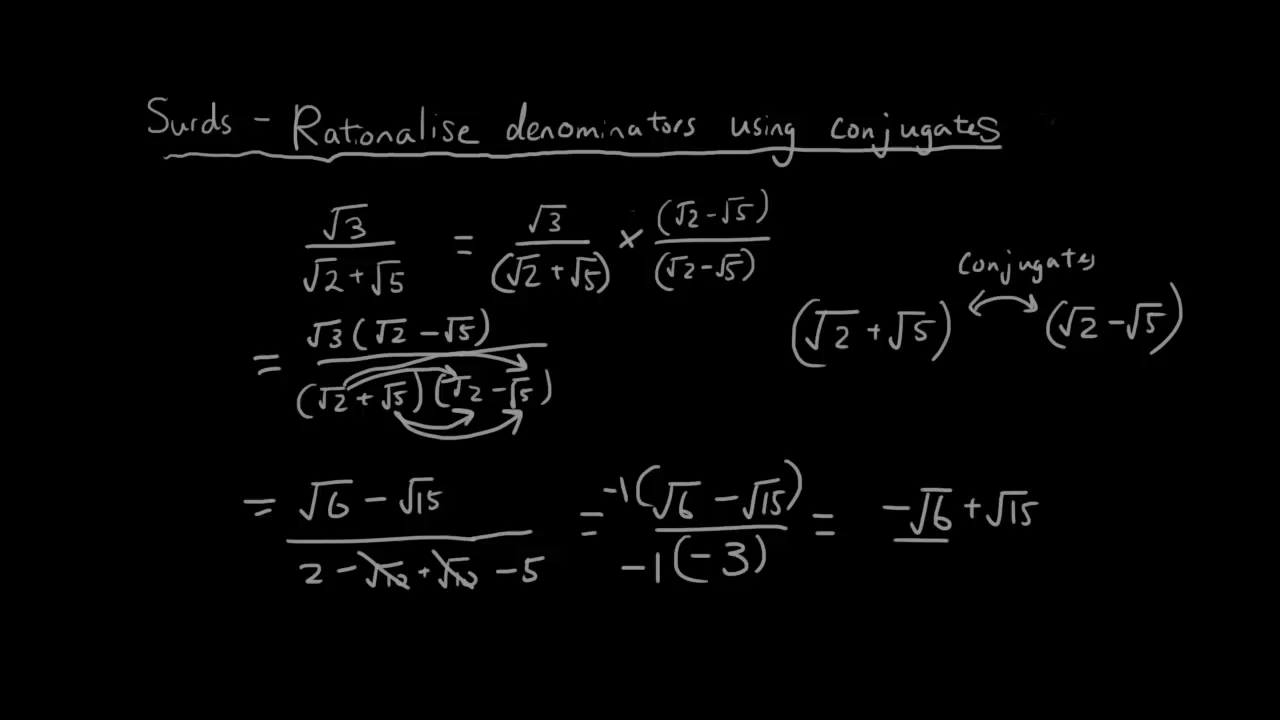 Surds - Rationalise denominators using conjugates
√3/(√2+√5) = √3/(√2+√5) × (√2-√5)/(√2-√5)
conjugates
(√2+√5) ↔ (√2-√5)
= √3(√2-√5)/(√2+√5)(√2-√5)
= √6-√15/2-√10+√10-5 = -1(√6-√15)/-1(-3) = -√6+√15